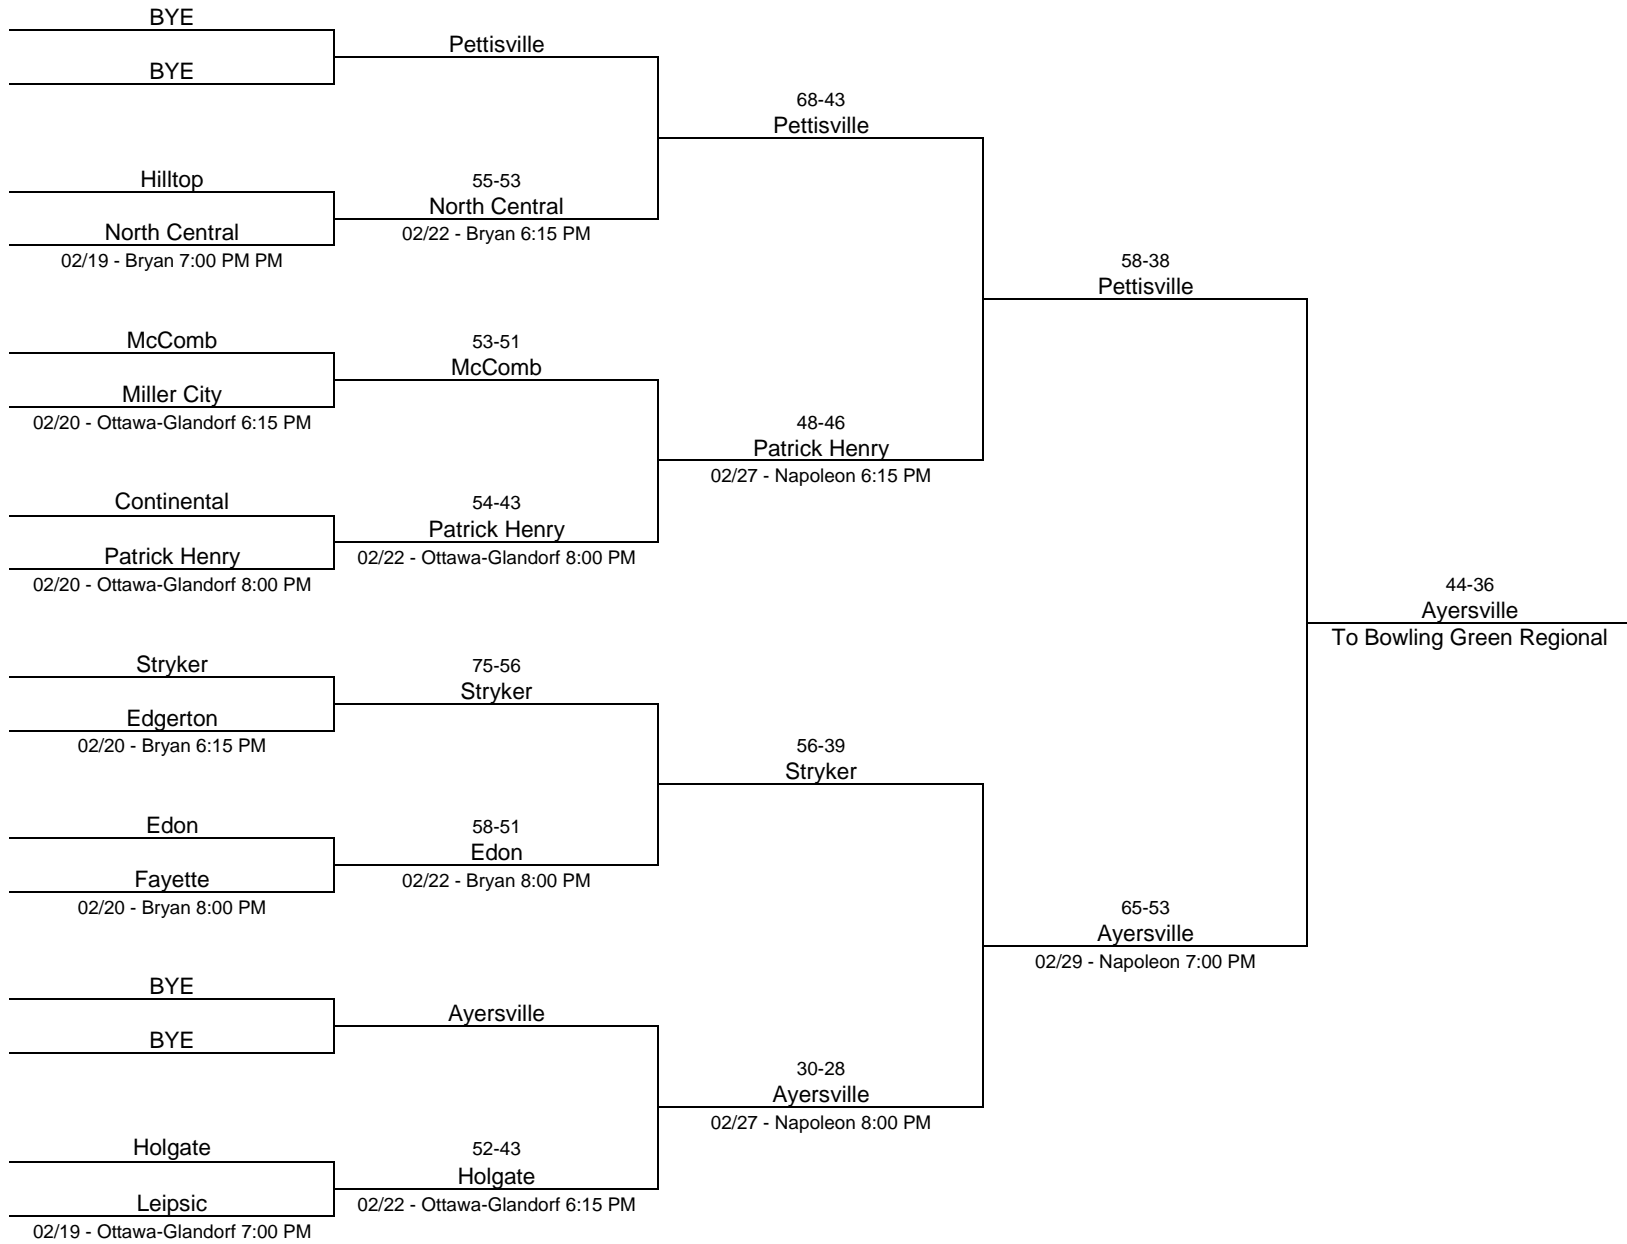 BYE
BYE
Pettisville
68-43
Pettisville
Hilltop
North Central
02/19 - Bryan 7:00 PM PM
55-53
North Central
02/22 - Bryan 6:15 PM
58-38
Pettisville
McComb
Miller City
02/20 - Ottawa-Glandorf 6:15 PM
53-51
McComb
48-46
Patrick Henry
02/27 - Napoleon 6:15 PM
Continental
Patrick Henry
02/20 - Ottawa-Glandorf 8:00 PM
54-43
Patrick Henry
02/22 - Ottawa-Glandorf 8:00 PM
44-36
Ayersville
To Bowling Green Regional
Stryker
Edgerton
02/20 - Bryan 6:15 PM
75-56
Stryker
56-39
Stryker
Edon
Fayette
02/20 - Bryan 8:00 PM
58-51
Edon
02/22 - Bryan 8:00 PM
65-53
Ayersville
02/29 - Napoleon 7:00 PM
BYE
BYE
Ayersville
30-28
Ayersville
02/27 - Napoleon 8:00 PM
Holgate
Leipsic
02/19 - Ottawa-Glandorf 7:00 PM
52-43
Holgate
02/22 - Ottawa-Glandorf 6:15 PM